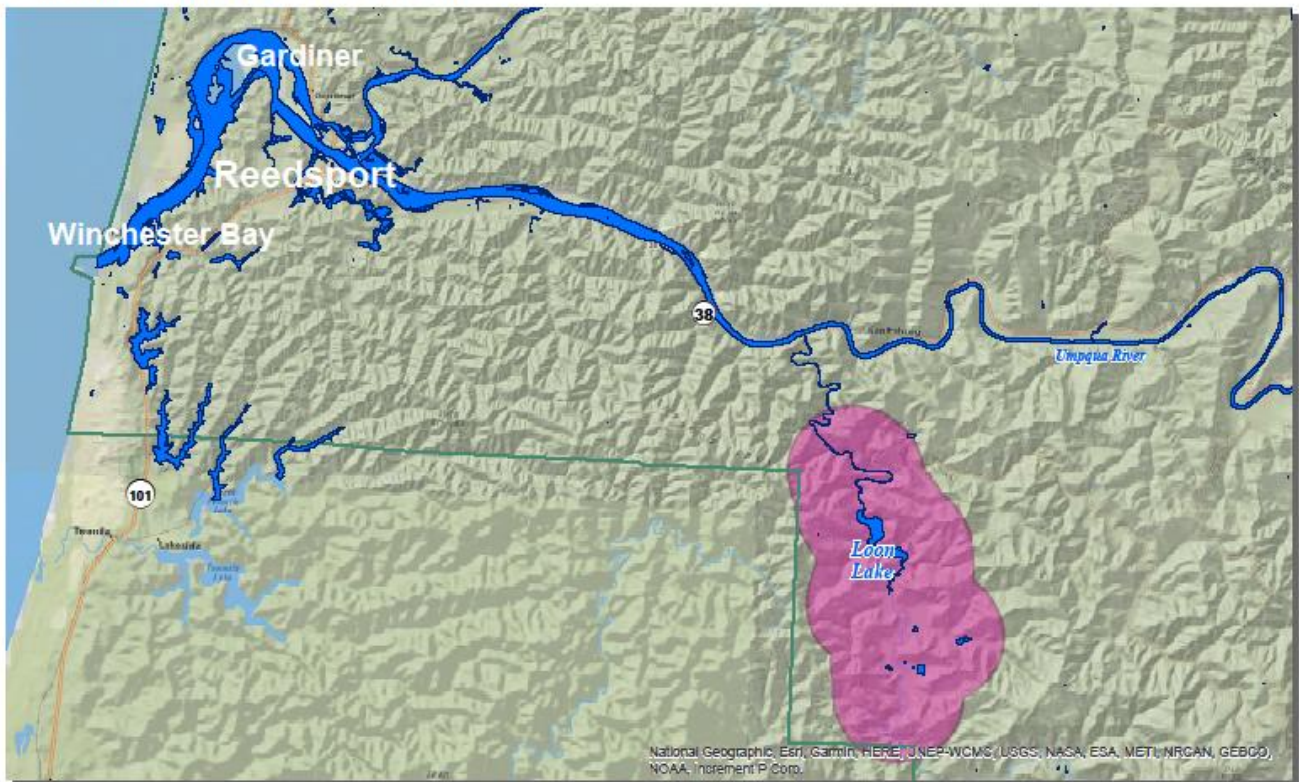 Gardiner
Reedsport
Winchester Bay
38
Umpqua River
101
Lakeside
Loon
Lake
National Geographic, Esri, Garmin, HERE, UNEP-WCMC, USGS, NASA, ESA, METI, NRCAN, GEBCO,
NOAA, Increment P Corp.